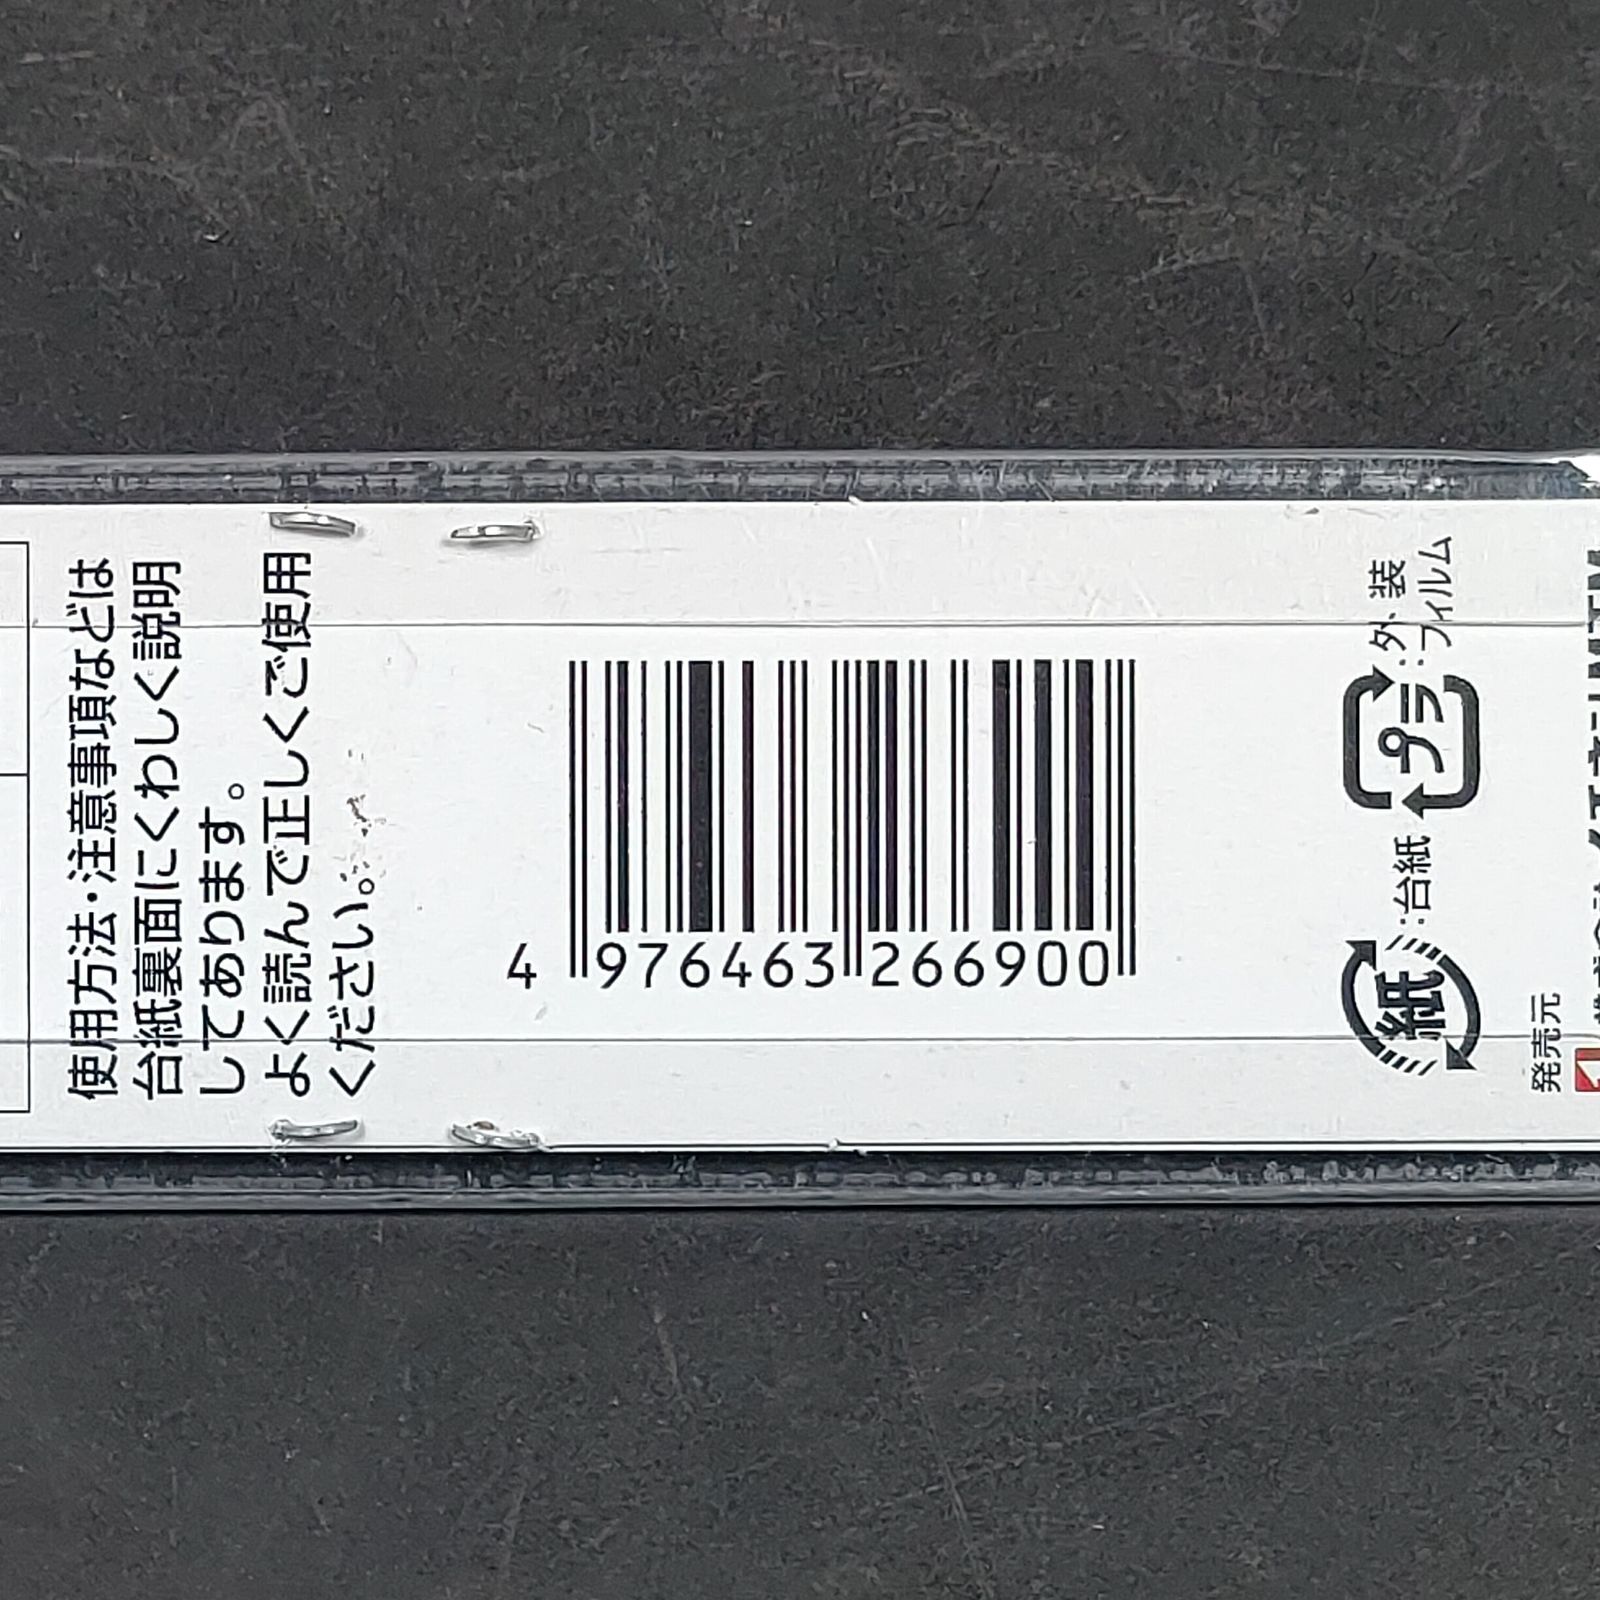 使用方法・注意事項などは
台紙裏面にくわしく説明
してあります。
よく読んで正しくご使用
ください。
4 976463 266900
プラ
:外装
:フィルム
紙
:台紙
発売元